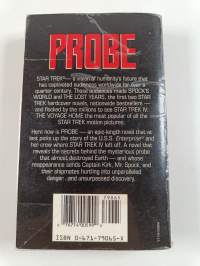 PROBE
STAR TREK®— a vision of humanity's future that
has captivated audiences worldwide for over a
quarter century. Those audiences made SPOCK'S
WORLD and THE LOST YEARS, the first two STAR
TREK hardcover novels, nationwide bestsellers —
and flocked by the millions to see STAR TREK IV:
THE VOYAGE HOME the most popular of all the
STAR TREK motion pictures.
Here now is PROBE — an epic-length novel that at
last picks up the story of the U.S.S. Enterprise™ and
her crew where STAR TREK IV left off. A novel that
reveals the secrets behind the mysterious probe
that almost destroyed Earth — and whose
reappearance sends Captain Kirk, Mr. Spock, and
their shipmates hurtling into unparalleled
danger...and unsurpassed discovery.
79065
ISBN 0-671-79065-X